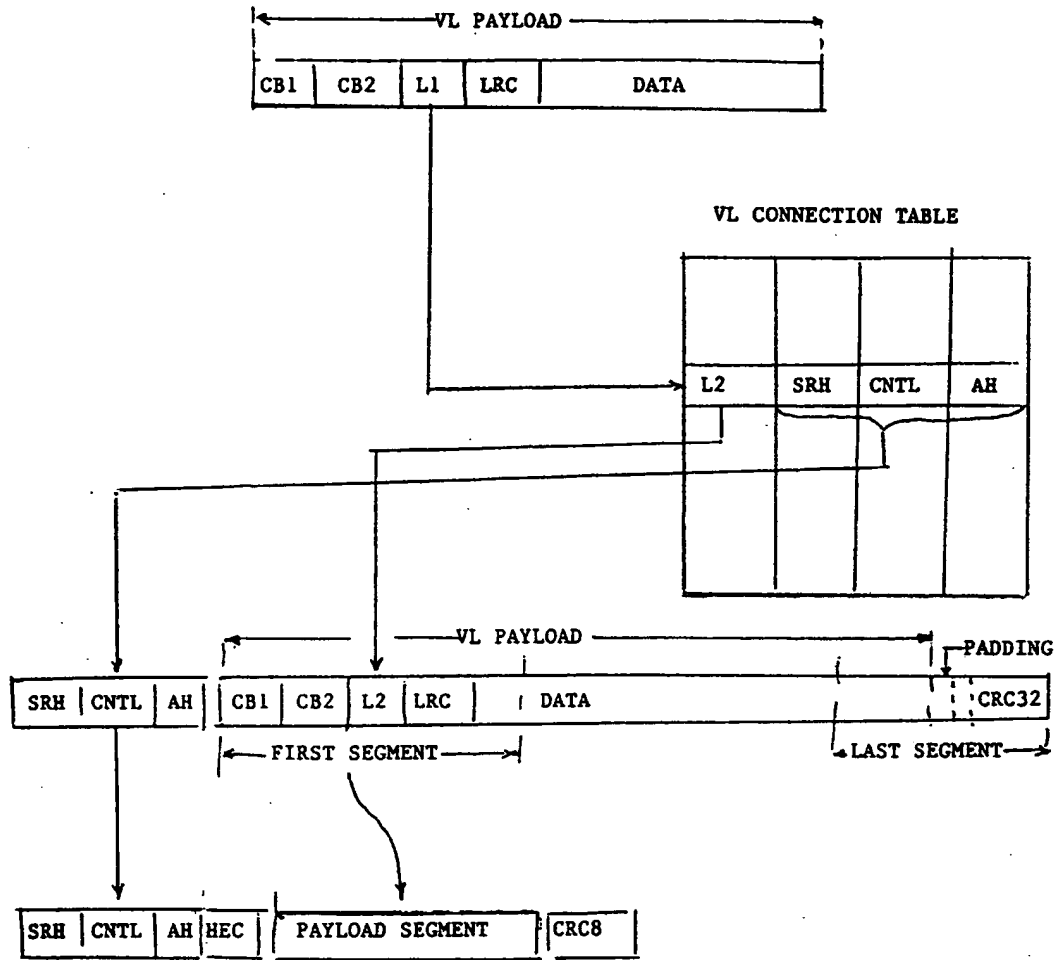 VL PAYLOAD
CB1 CB2 L1 LRC DATA
VL CONNECTION TABLE
L2 SRH CNTL AH
VL PAYLOAD
PADDING
SRH CNTL AH CB1 CB2 L2 LRC DATA CRC32
FIRST SEGMENT LAST SEGMENT
SRH CNTL AH HEC PAYLOAD SEGMENT CRC8